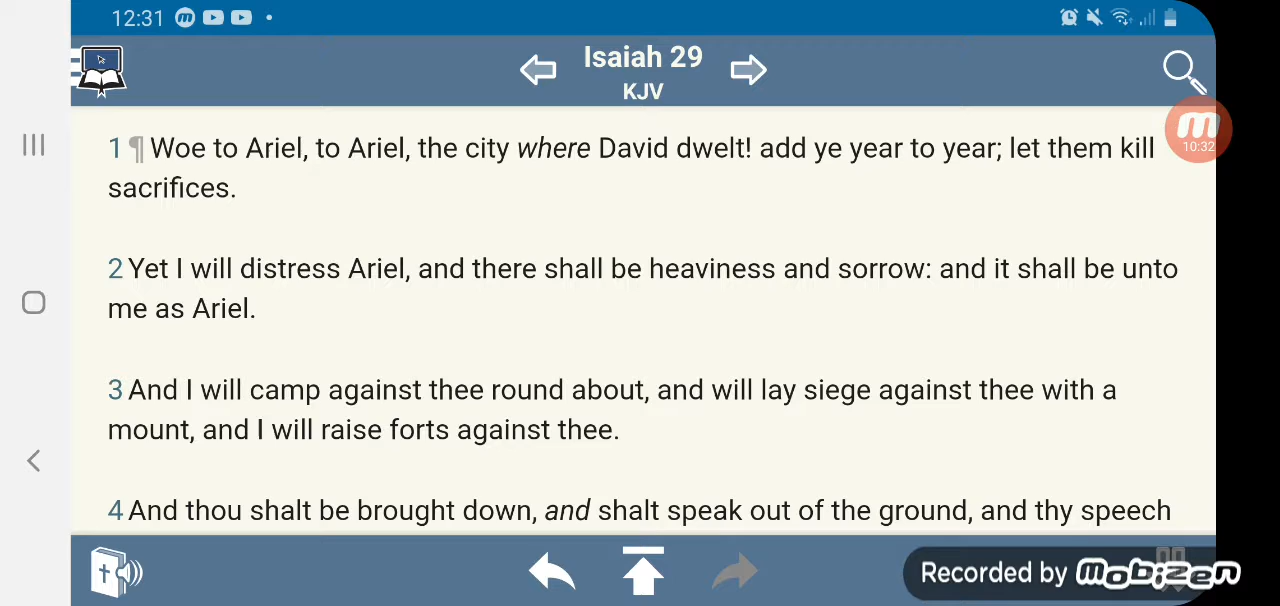 12:31
Isaiah 29
KJV
10:32
1 ¶ Woe to Ariel, to Ariel, the city where David dwelt! add ye year to year; let them kill
sacrifices.
2 Yet I will distress Ariel, and there shall be heaviness and sorrow: and it shall be unto
me as Ariel.
3 And I will camp against thee round about, and will lay siege against thee with a
mount, and I will raise forts against thee.
4 And thou shalt be brought down, and shalt speak out of the ground, and thy speech
Recorded by mobizen